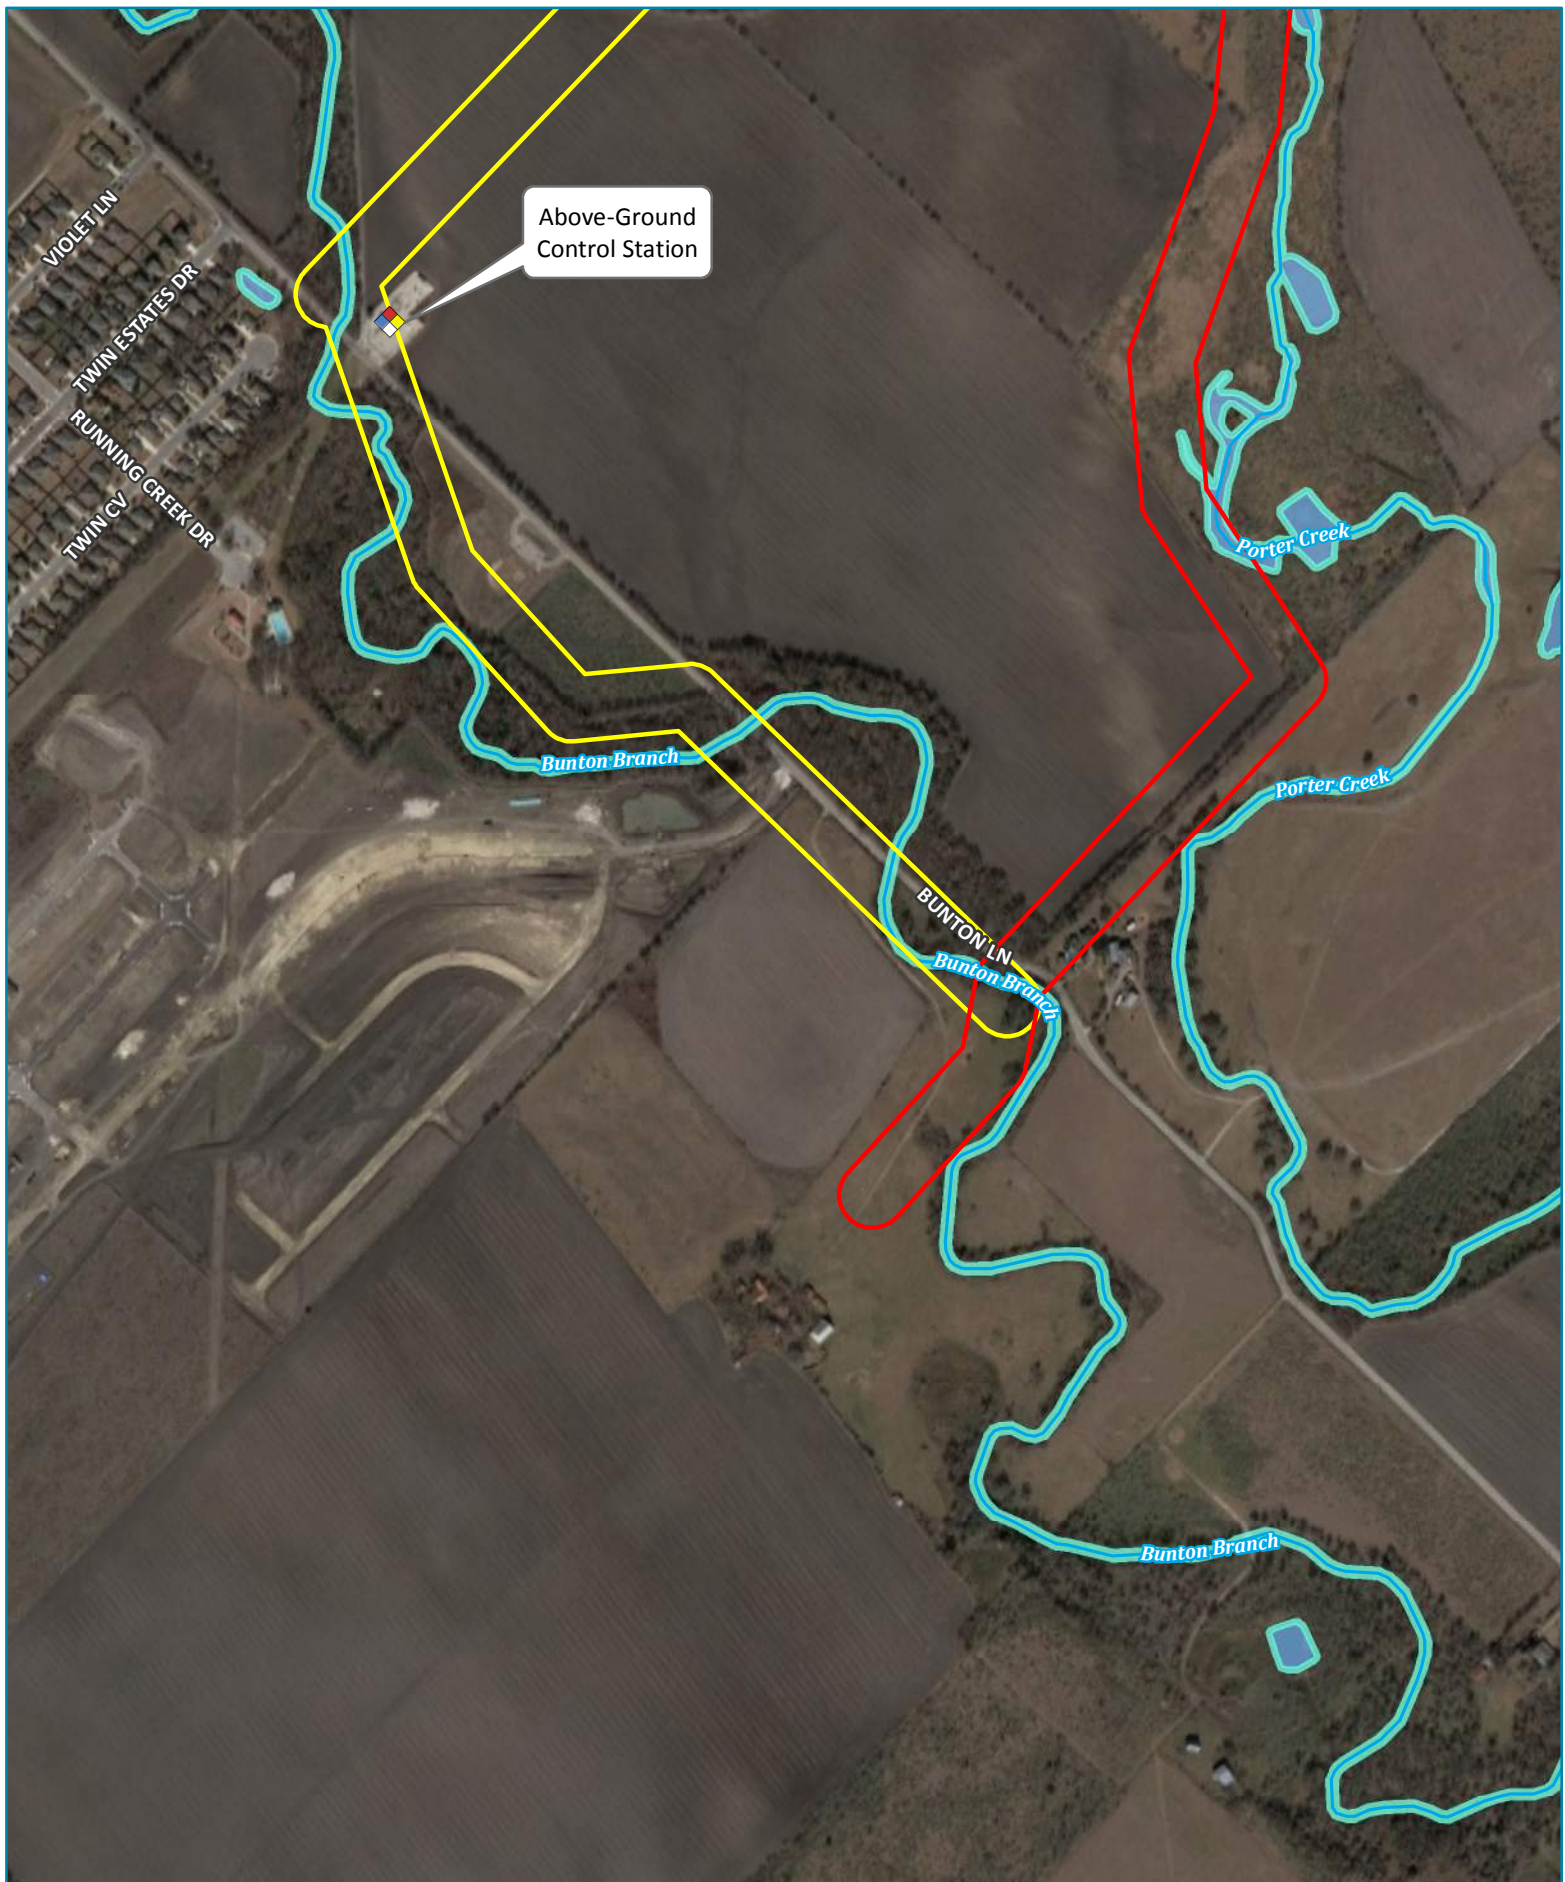 VIOLET LN
Above-Ground
Control Station
TWIN ESTATES DR
RUNNING CREEK DR
TWIN CV
Porter Creek
Bunton Branch
Porter Creek
BUNTON LN
Bunton Branch
Bunton Branch